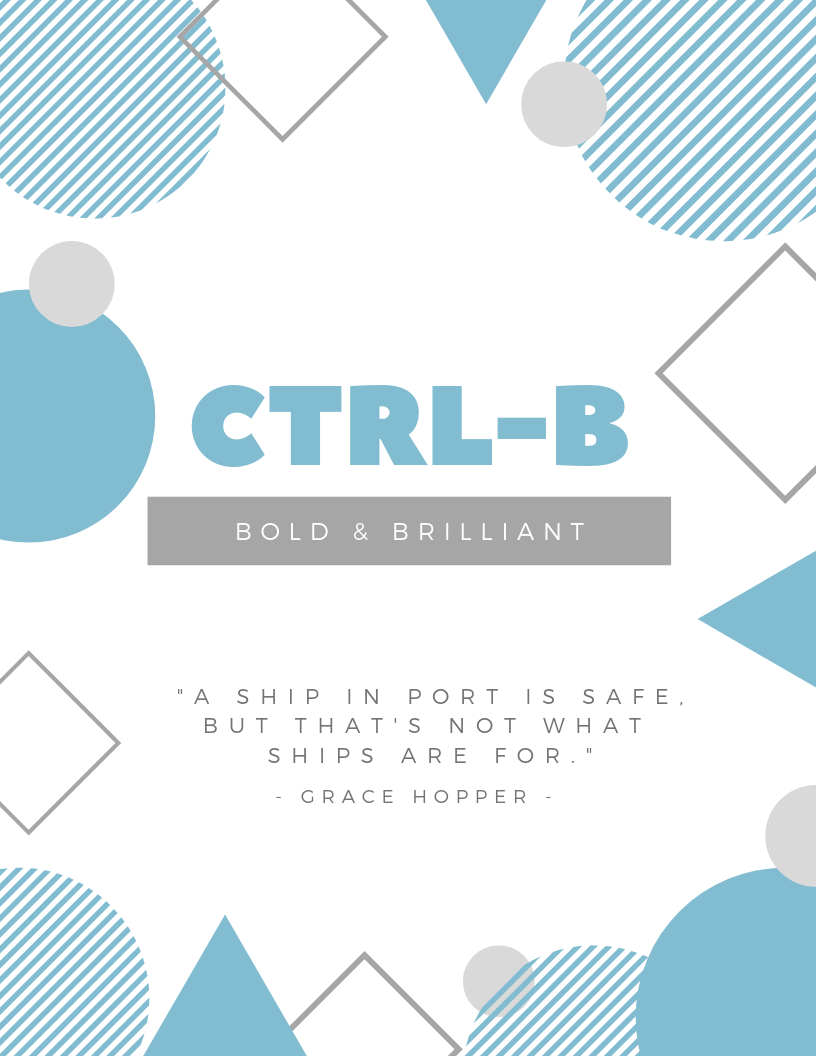 CTRL-B
BOLD & BRILLIANT
"A SHIP IN PORT IS SAFE,
BUT THAT'S NOT WHAT
SHIPS ARE FOR."
- GRACE HOPPER -